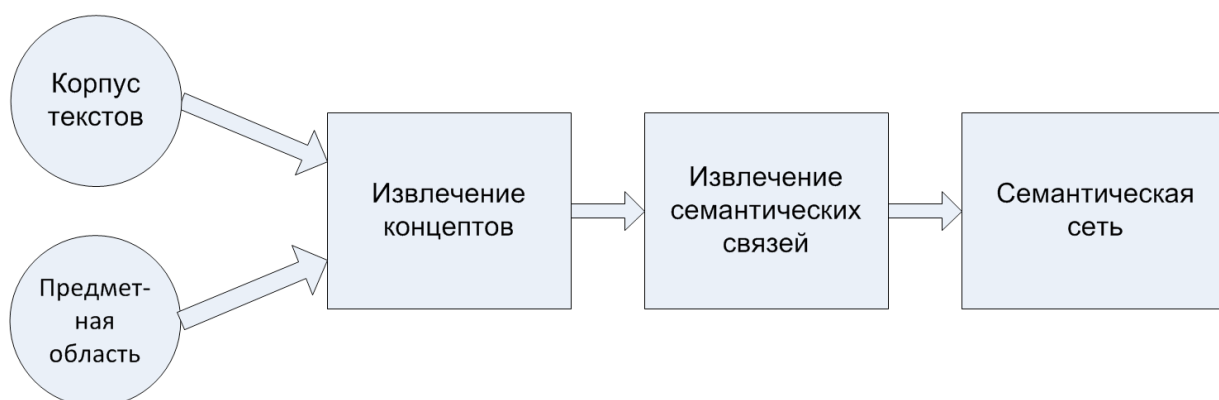 Корпус
текстов
Предмет-
ная
область
Извлечение
концептов
Извлечение
семантических
связей
Семантическая
сеть